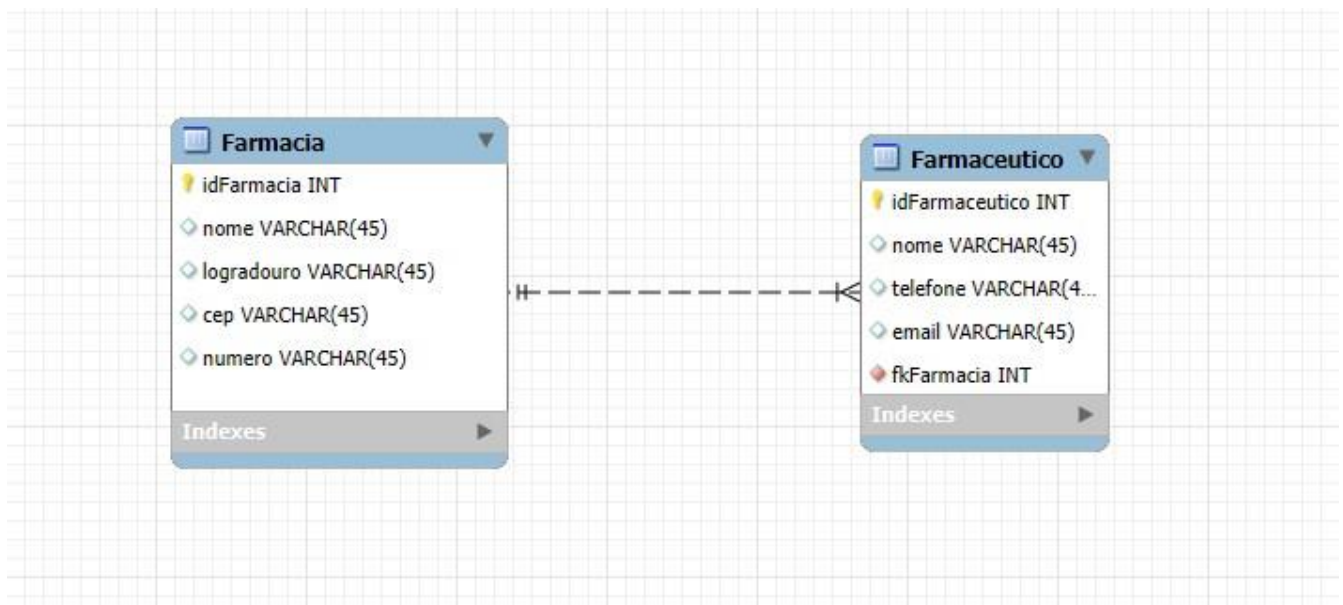 Farmacia
idFarmacia INT
nome VARCHAR(45)
logradouro VARCHAR(45)
cep VARCHAR(45)
numero VARCHAR(45)
Indexes
Farmaceutico
idFarmaceutico INT
nome VARCHAR(45)
telefone VARCHAR(4...
email VARCHAR(45)
fkFarmacia INT
Indexes